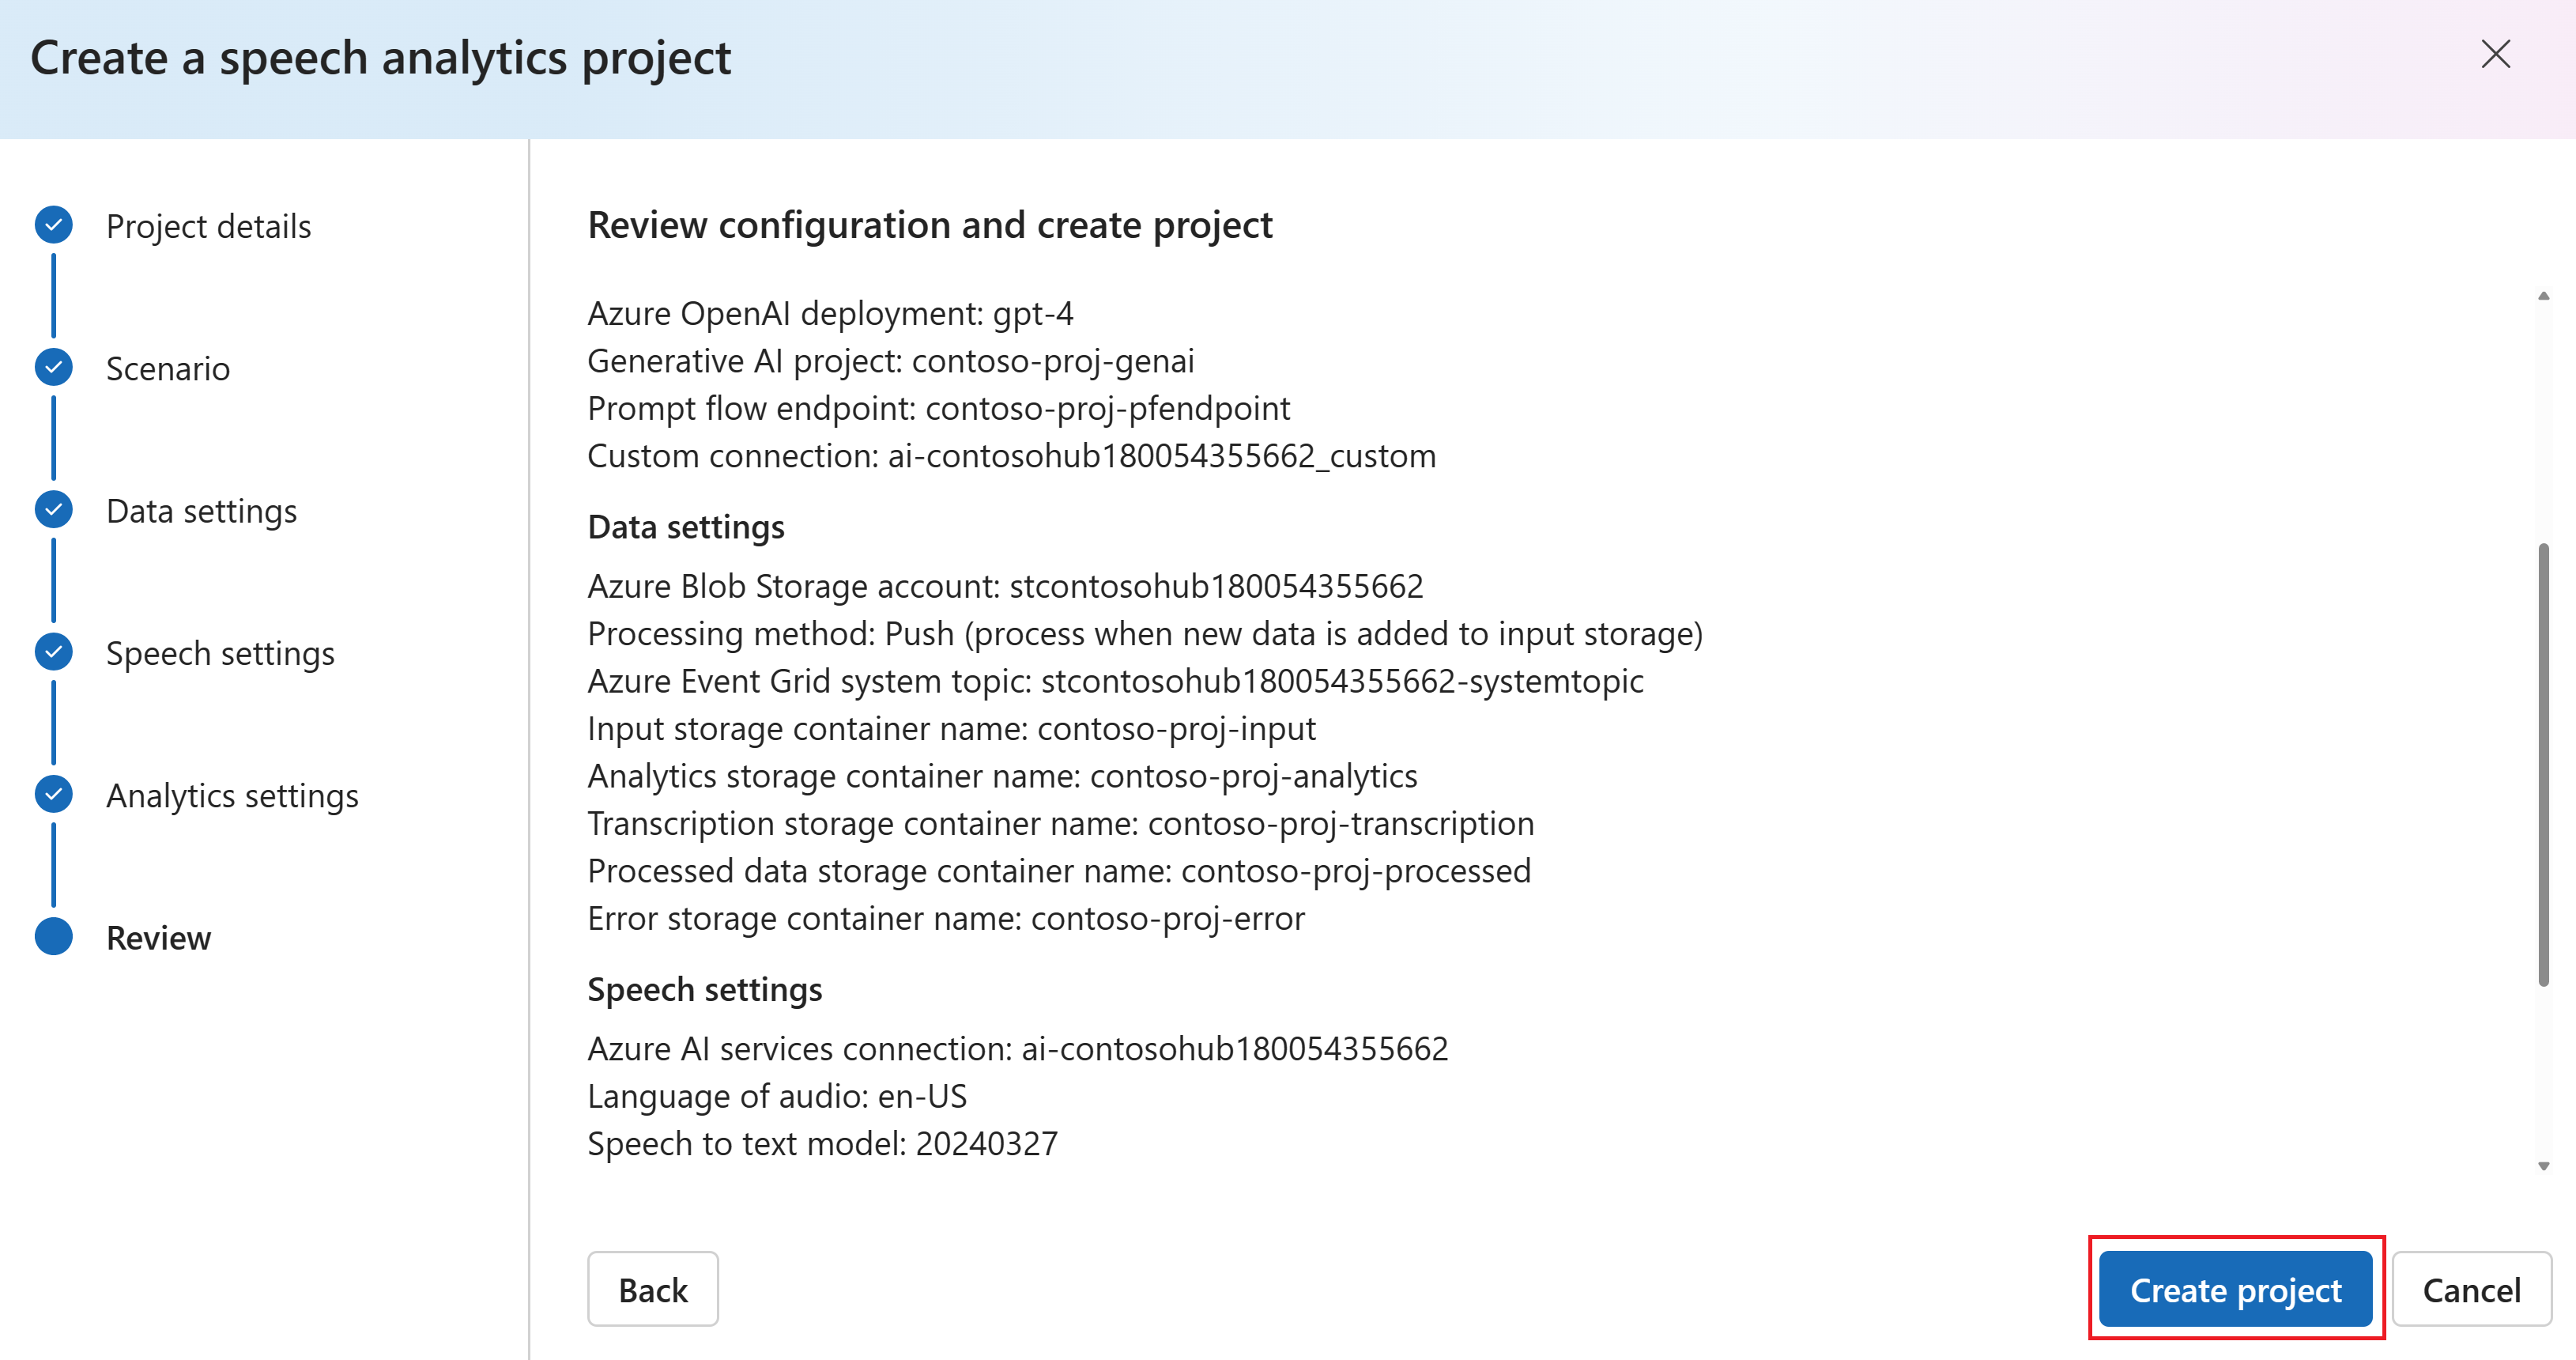 Create a speech analytics project
Project details
Scenario
Data settings
Speech settings
Analytics settings
Review
Review configuration and create project
Azure OpenAI deployment: gpt-4
Generative AI project: contoso-proj-genai
Prompt flow endpoint: contoso-proj-pfendpoint
Custom connection: ai-contosohub180054355662_custom
Data settings
Azure Blob Storage account: stcontosohub180054355662
Processing method: Push (process when new data is added to input storage)
Azure Event Grid system topic: stcontosohub180054355662-systemtopic
Input storage container name: contoso-proj-input
Analytics storage container name: contoso-proj-analytics
Transcription storage container name: contoso-proj-transcription
Processed data storage container name: contoso-proj-processed
Error storage container name: contoso-proj-error
Speech settings
Azure AI services connection: ai-contosohub180054355662
Language of audio: en-US
Speech to text model: 20240327
Back
Create project
Cancel